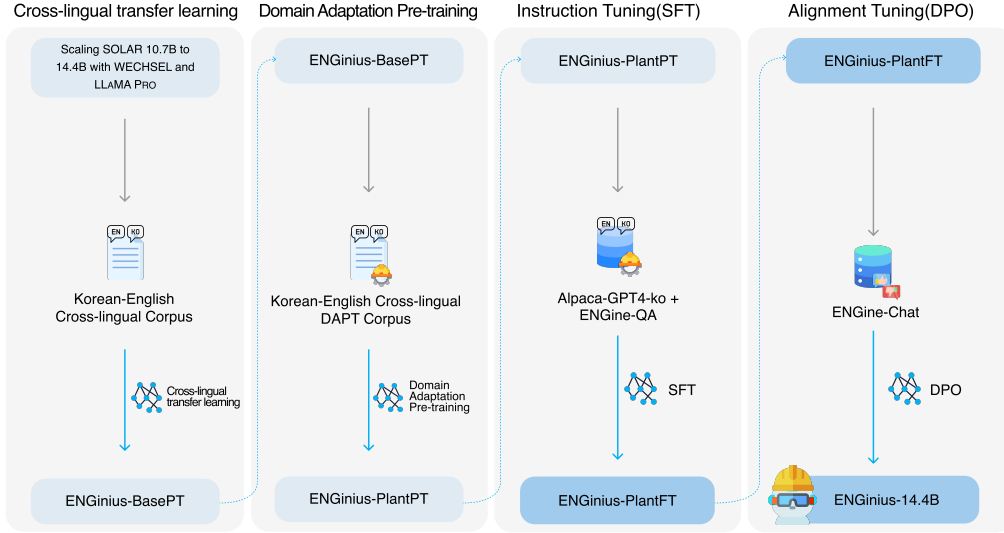 Cross-lingual transfer learning
Scaling SOLAR 10.7B to
14.4B with WECHSEL and
LLAMA PRO
EN KO
Korean-English
Cross-lingual Corpus
Cross-lingual
transfer learning
ENGinius-BasePT
Domain Adaptation Pre-training
ENGinius-BasePT
EN KO
Korean-English Cross-lingual
DAPT Corpus
Domain
Adaptation
Pre-training
ENGinius-PlantPT
Instruction Tuning(SFT)
ENGinius-PlantPT
EN KO
Alpaca-GPT4-ko +
ENGine-QA
SFT
ENGinius-PlantFT
Alignment Tuning(DPO)
ENGinius-PlantFT
ENGine-Chat
DPO
ENGinius-14.4B